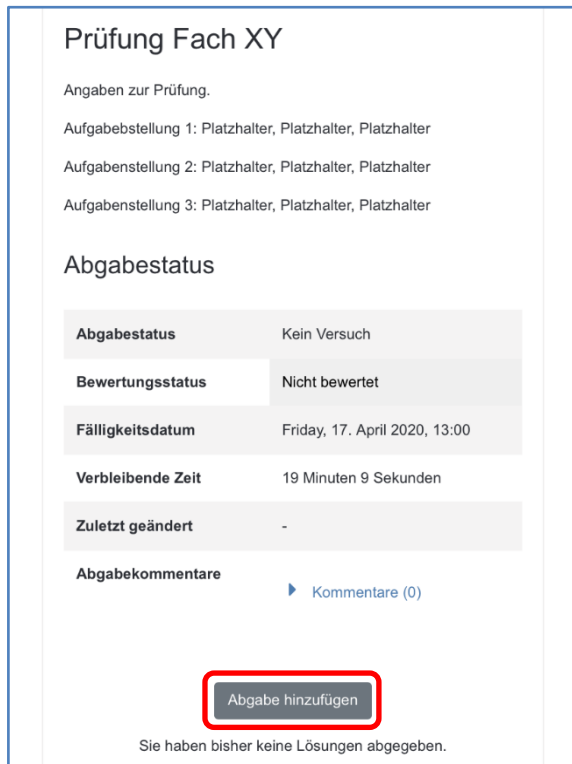 Prüfung Fach XY
Angaben zur Prüfung.
Aufgabebstellung 1: Platzhalter, Platzhalter, Platzhalter
Aufgabenstellung 2: Platzhalter, Platzhalter, Platzhalter
Aufgabenstellung 3: Platzhalter, Platzhalter, Platzhalter
Abgabestatus
Abgabestatus Kein Versuch
Bewertungsstatus Nicht bewertet
Fälligkeitsdatum Friday, 17. April 2020, 13:00
Verbleibende Zeit 19 Minuten 9 Sekunden
Zuletzt geändert -
Abgabekommentare Kommentare (0)
Abgabe hinzufügen
Sie haben bisher keine Lösungen abgegeben.